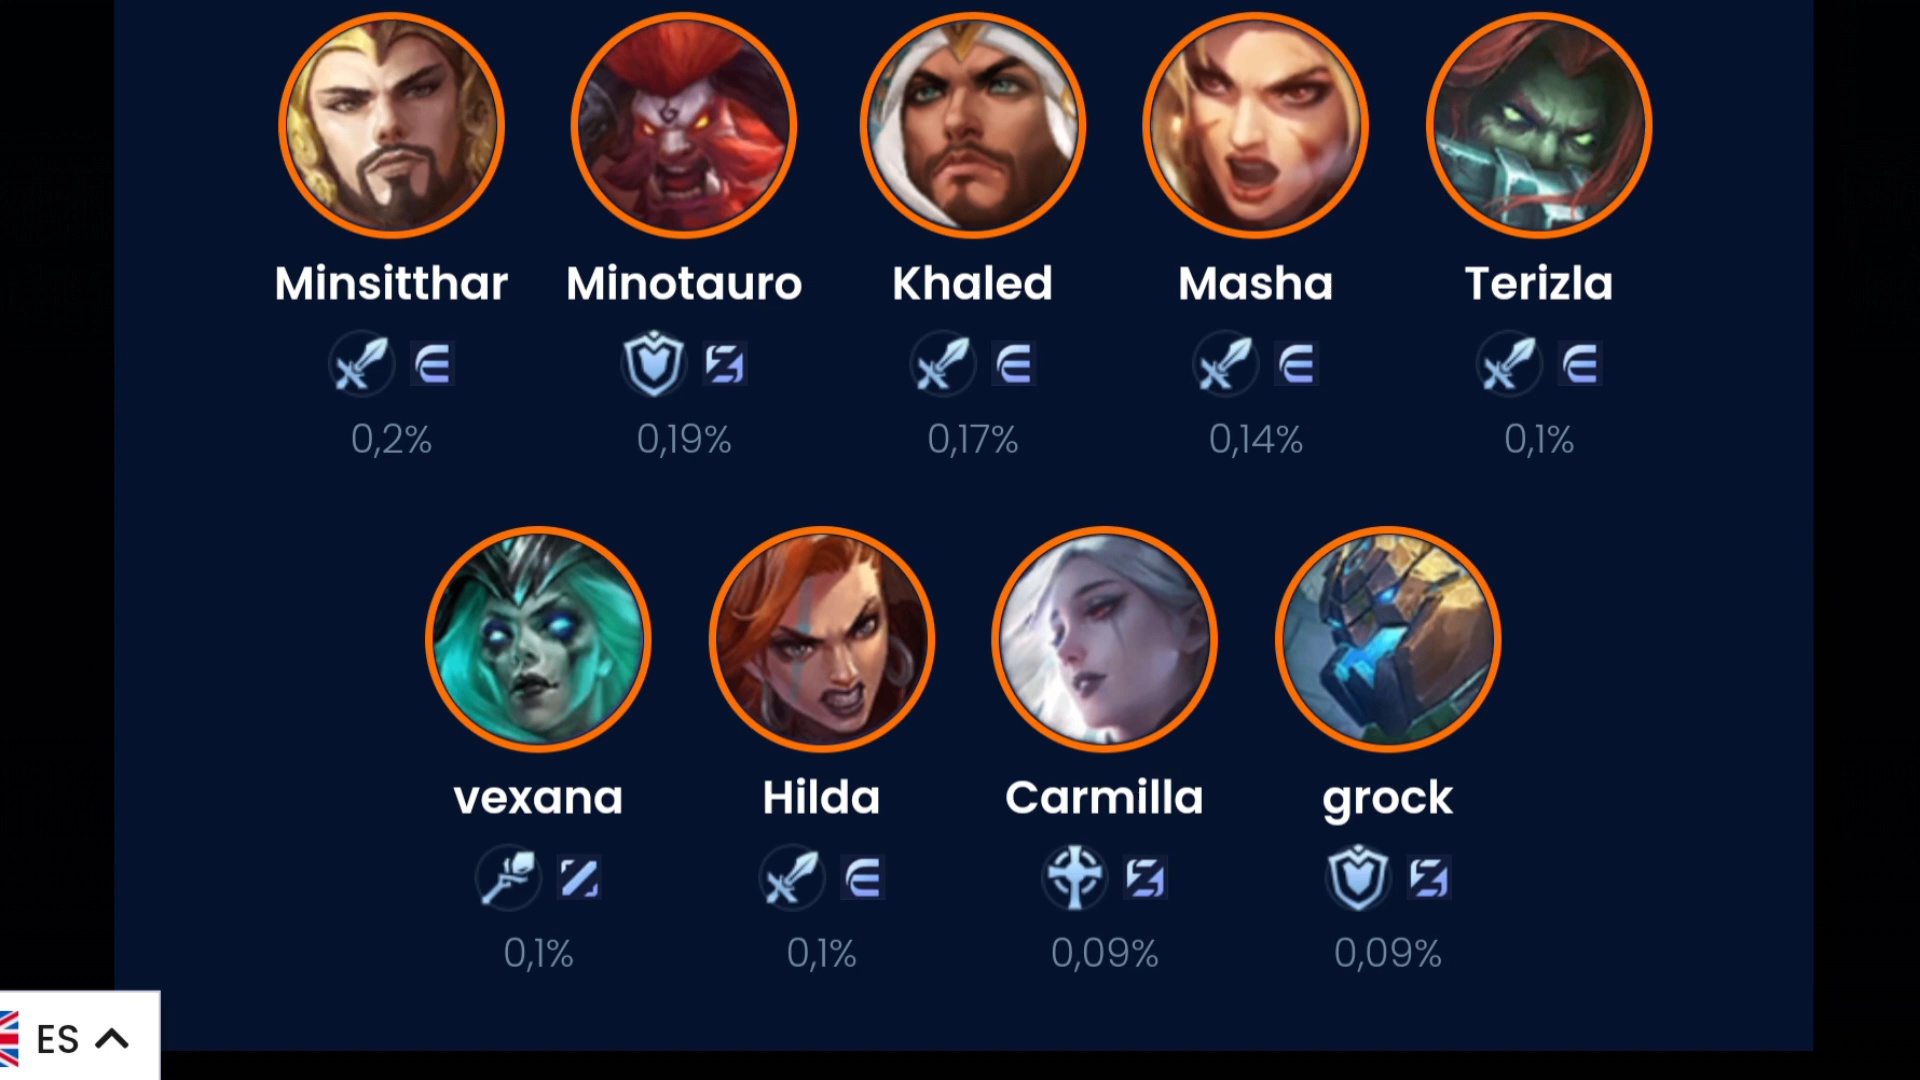 Minsitthar Minotauro Khaled Masha Terizla
0,2% 0,19% 0,17% 0,14% 0,1%
vexana Hilda Carmilla grock
0,1% 0,1% 0,09% 0,09%
ES